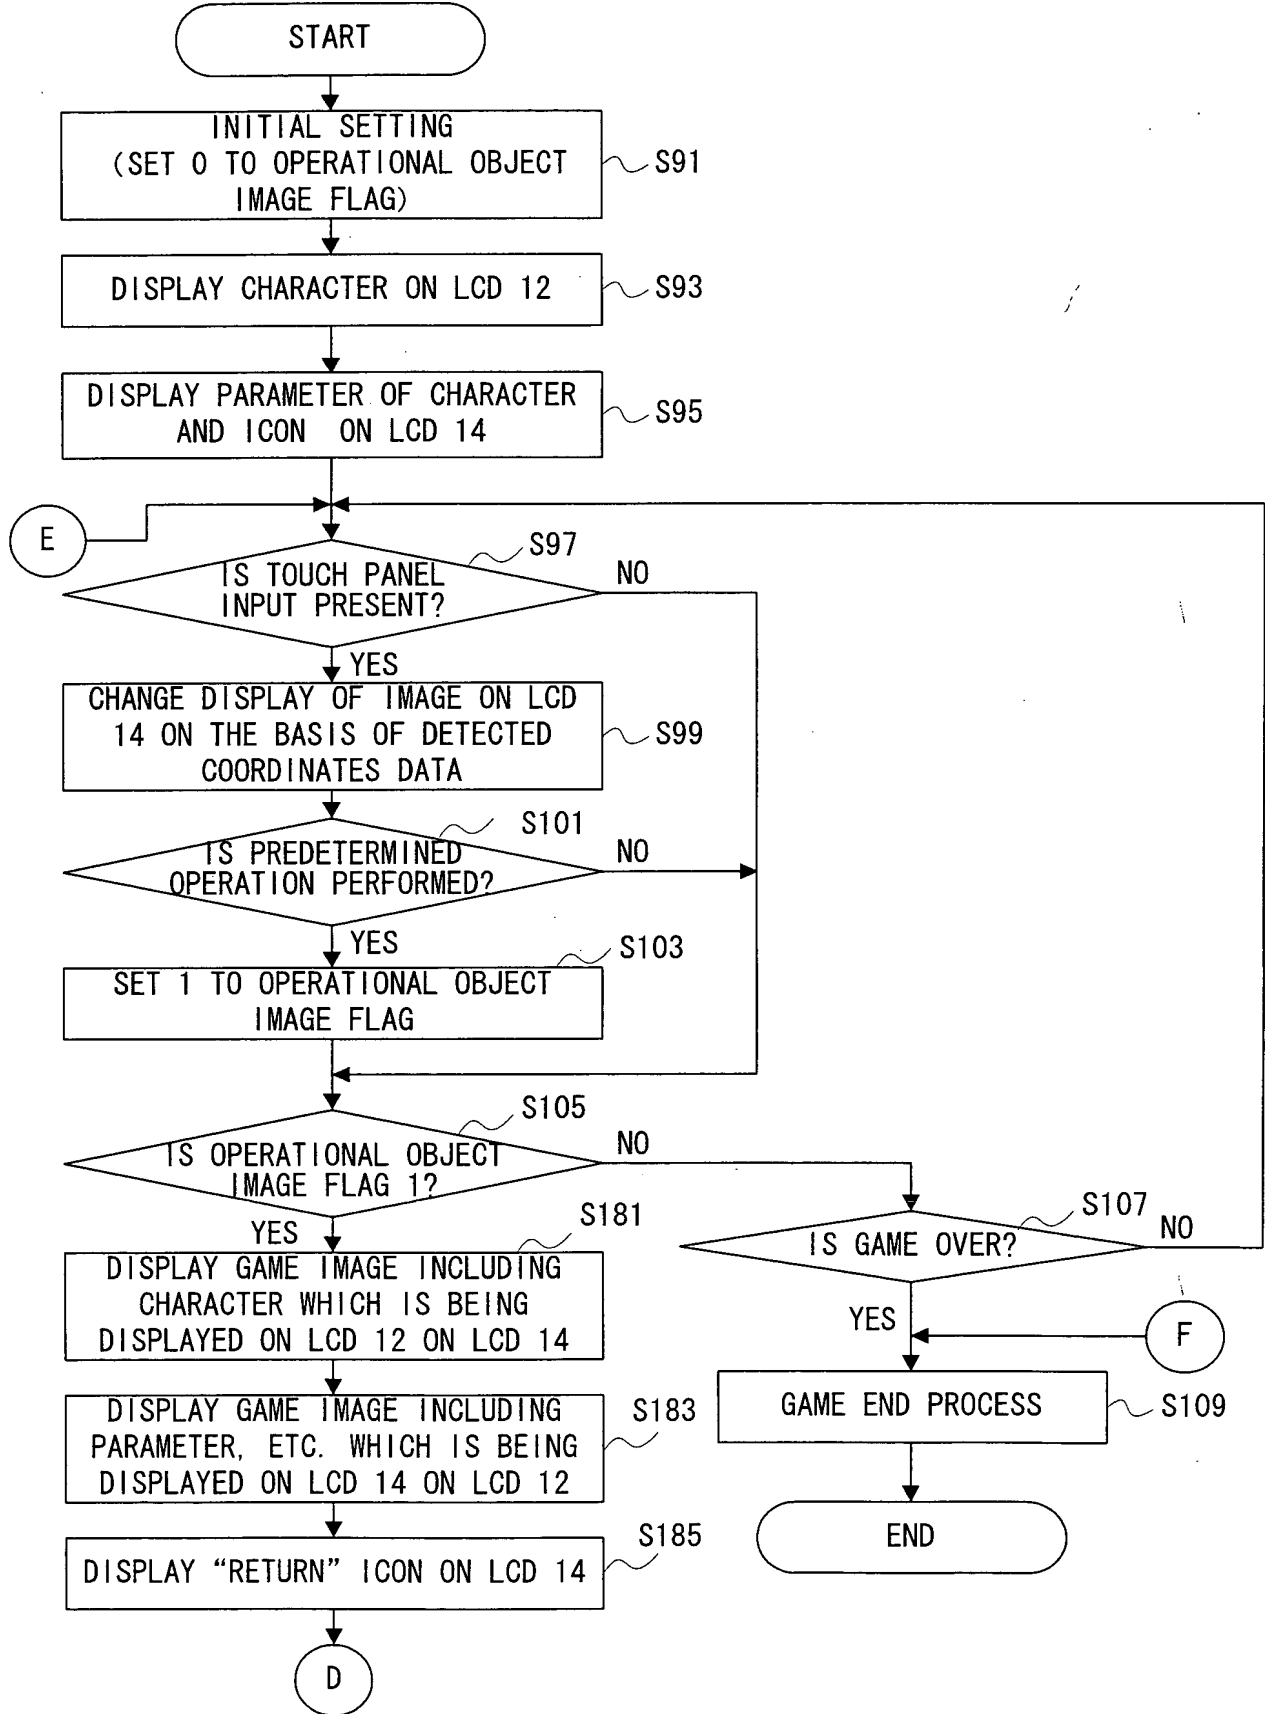 START
INITIAL SETTING
(SET 0 TO OPERATIONAL OBJECT
IMAGE FLAG)
S91
DISPLAY CHARACTER ON LCD 12
S93
DISPLAY PARAMETER OF CHARACTER
AND ICON ON LCD 14
S95
E
S97
IS TOUCH PANEL
INPUT PRESENT?
NO
YES
CHANGE DISPLAY OF IMAGE ON LCD
14 ON THE BASIS OF DETECTED
COORDINATES DATA
S99
S101
IS PREDETERMINED
OPERATION PERFORMED?
NO
YES
S103
SET 1 TO OPERATIONAL OBJECT
IMAGE FLAG
S105
IS OPERATIONAL OBJECT
IMAGE FLAG 1?
NO
YES
S107
IS GAME OVER?
NO
YES
F
GAME END PROCESS
S109
END
S181
DISPLAY GAME IMAGE INCLUDING
CHARACTER WHICH IS BEING
DISPLAYED ON LCD 12 ON LCD 14
S183
DISPLAY GAME IMAGE INCLUDING
PARAMETER, ETC. WHICH IS BEING
DISPLAYED ON LCD 14 ON LCD 12
S185
DISPLAY “RETURN” ICON ON LCD 14
D